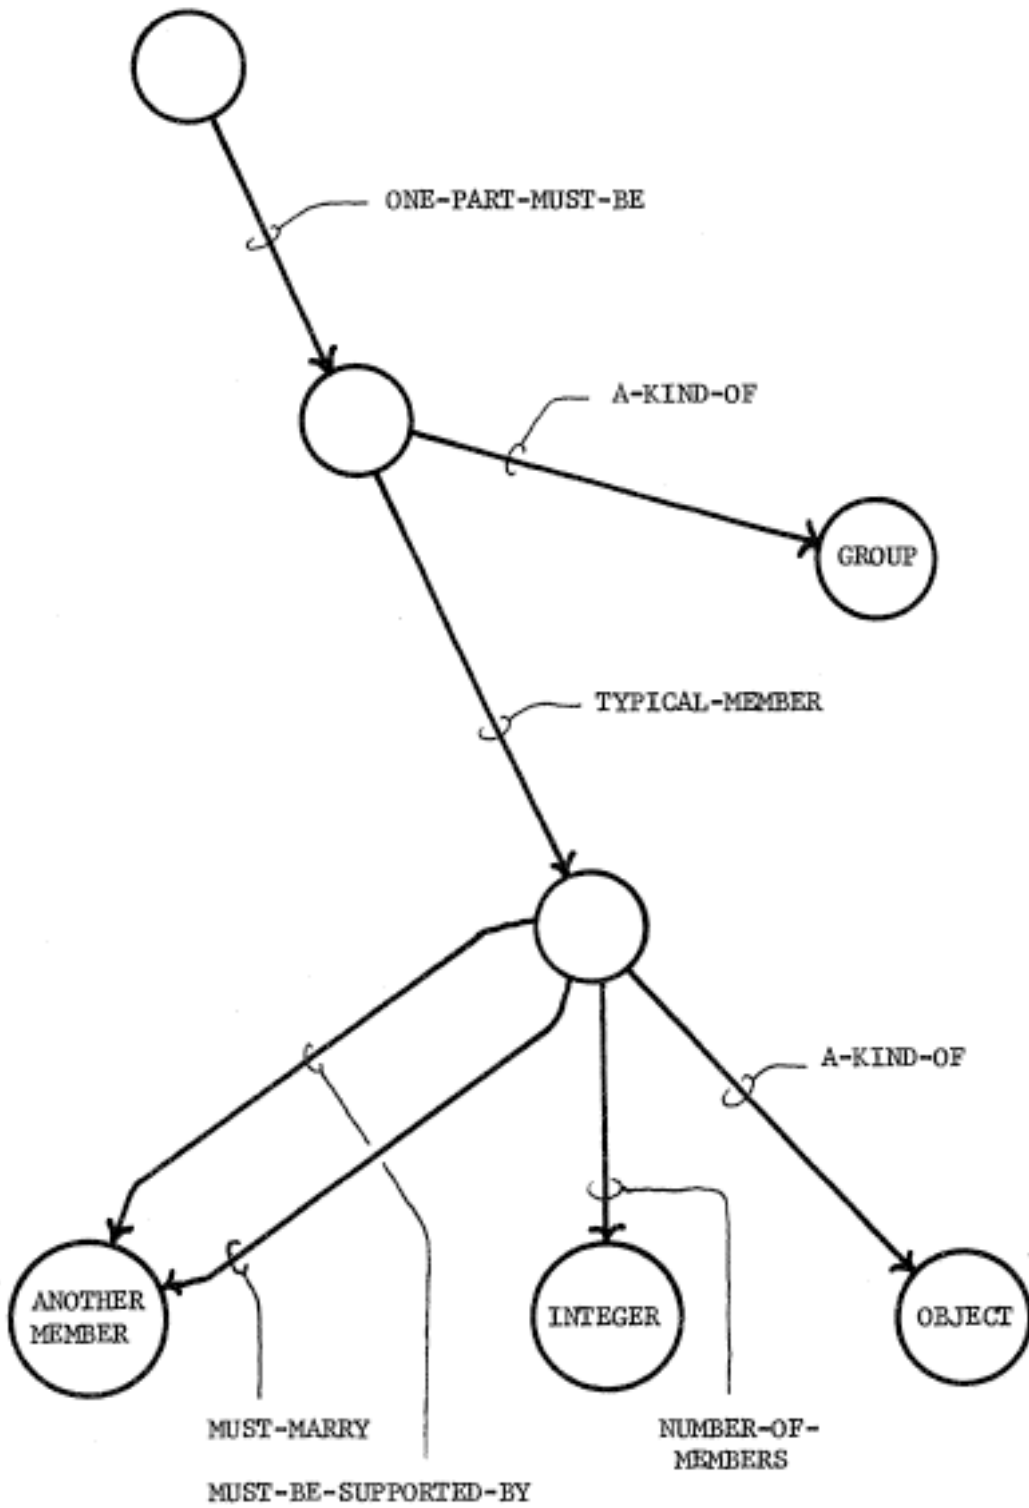 ONE-PART-MUST-BE
A-KIND-OF
GROUP
TYPICAL-MEMBER
A-KIND-OF
ANOTHER
MEMBER
INTEGER
OBJECT
MUST-MARRY
NUMBER-OF-
MEMBERS
MUST-BE-SUPPORTED-BY